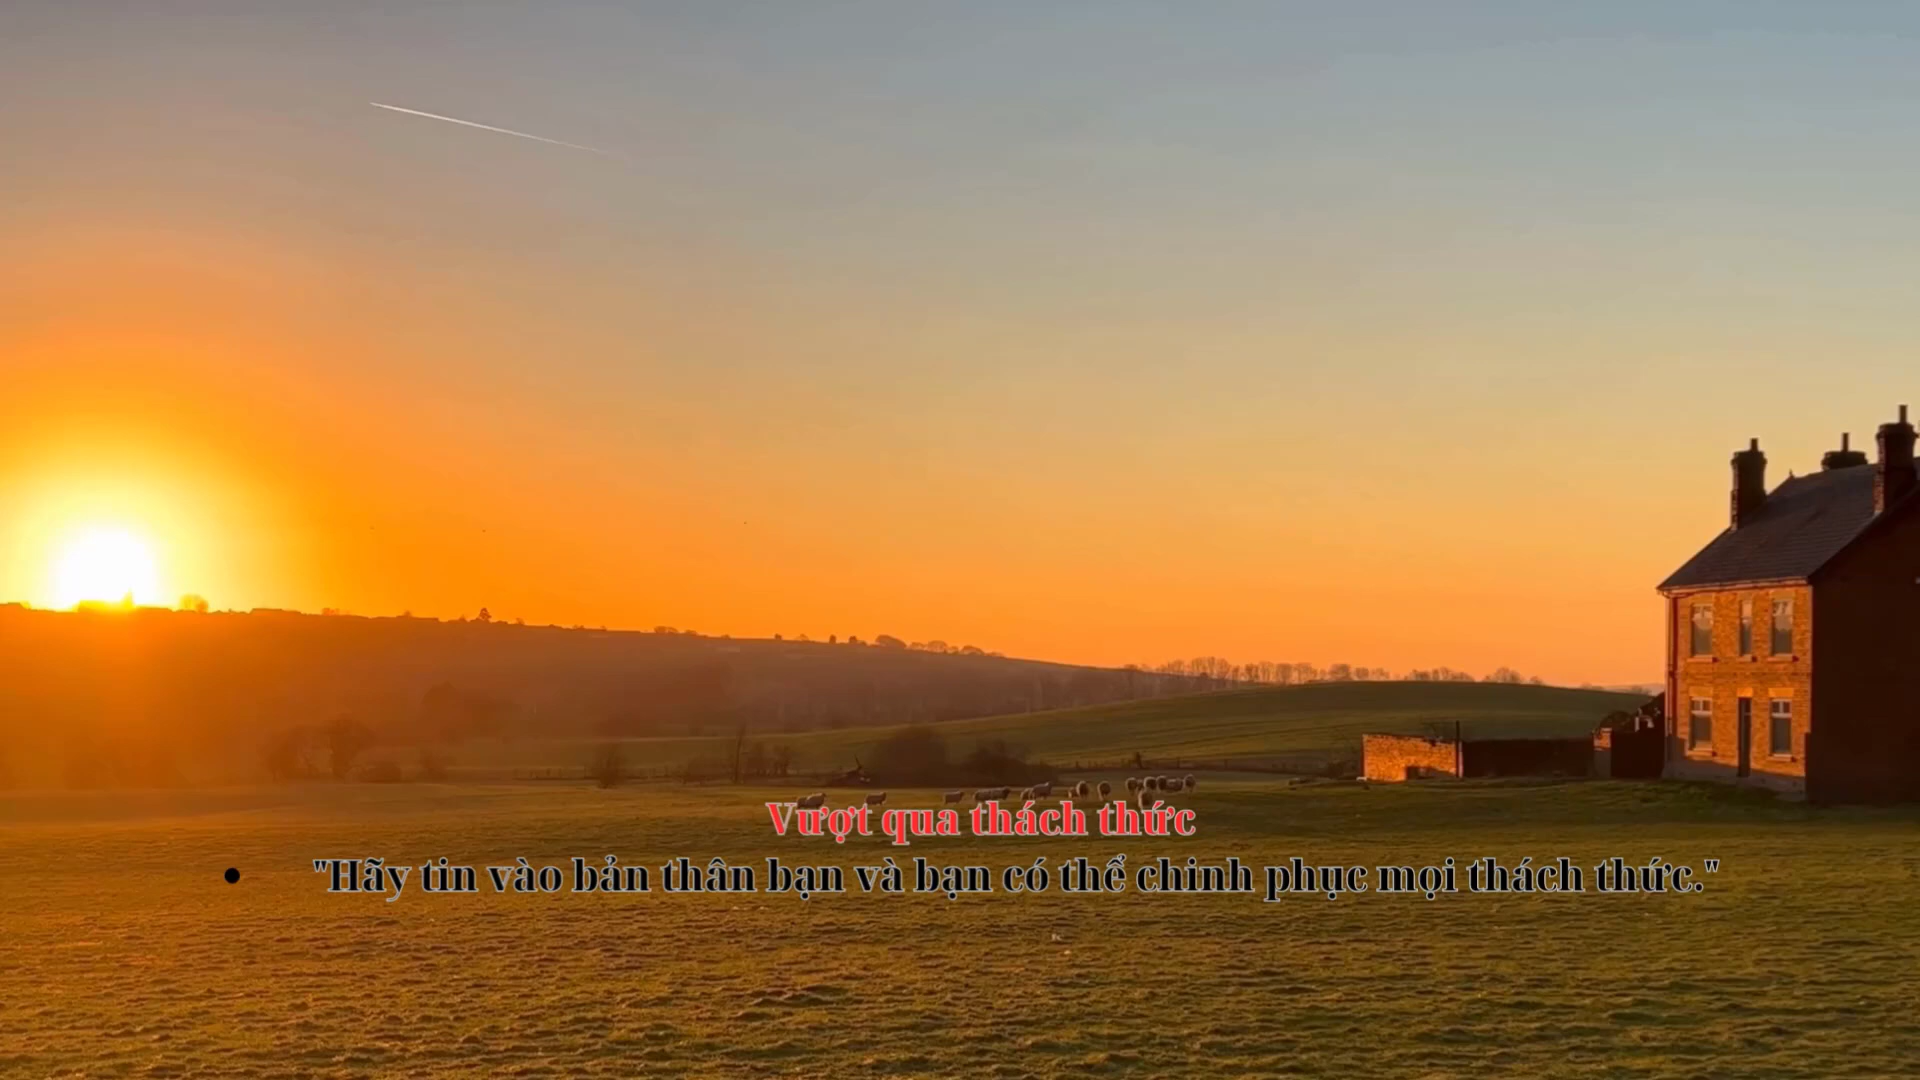 Vượt qua thách thức
• "Hãy tin vào bản thân bạn và bạn có thể chinh phục mọi thách thức."